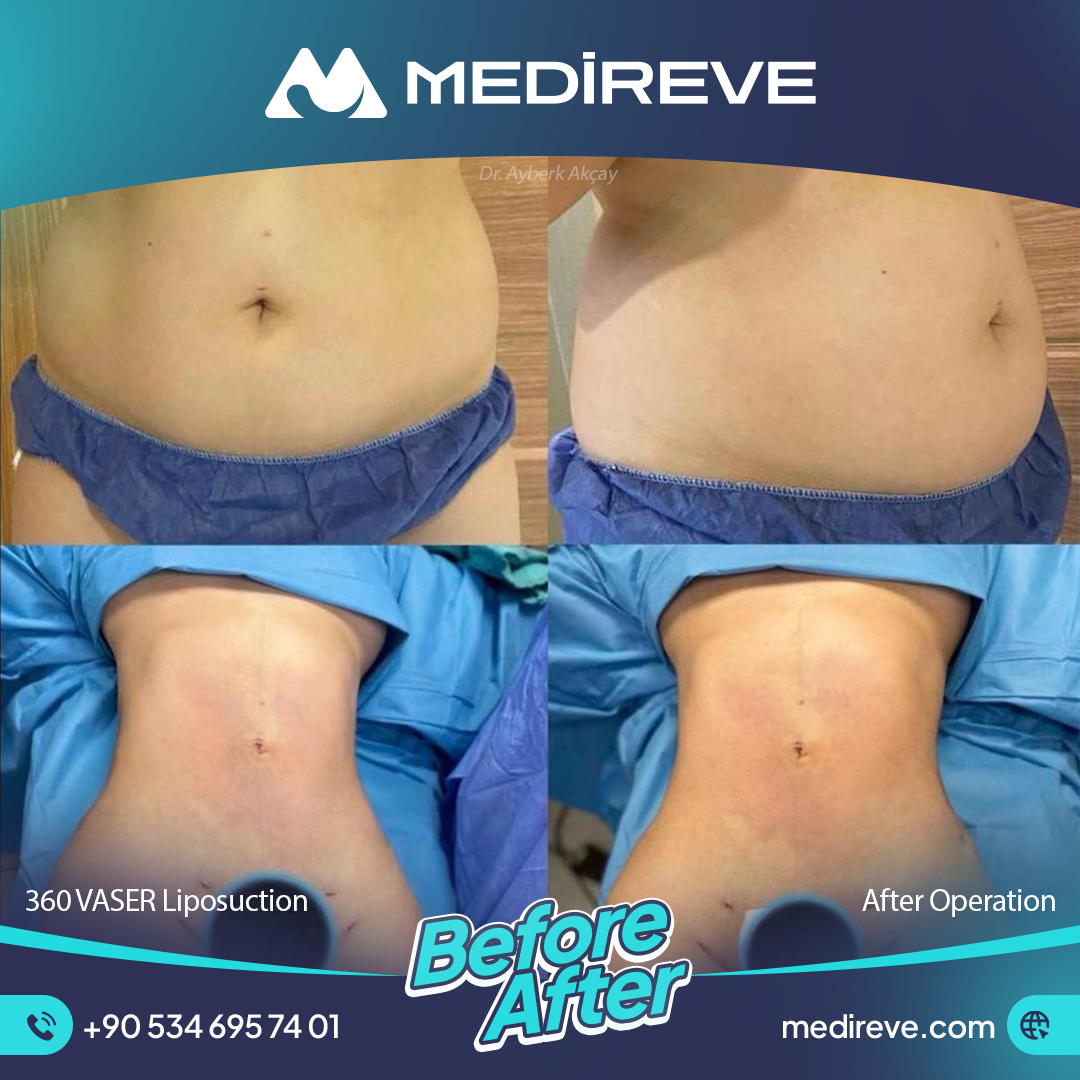 MEDİREVE
Dr. Ayberk Akçay
360 VASER Liposuction
After Operation
Before
After
+90 534 695 74 01
medireve.com